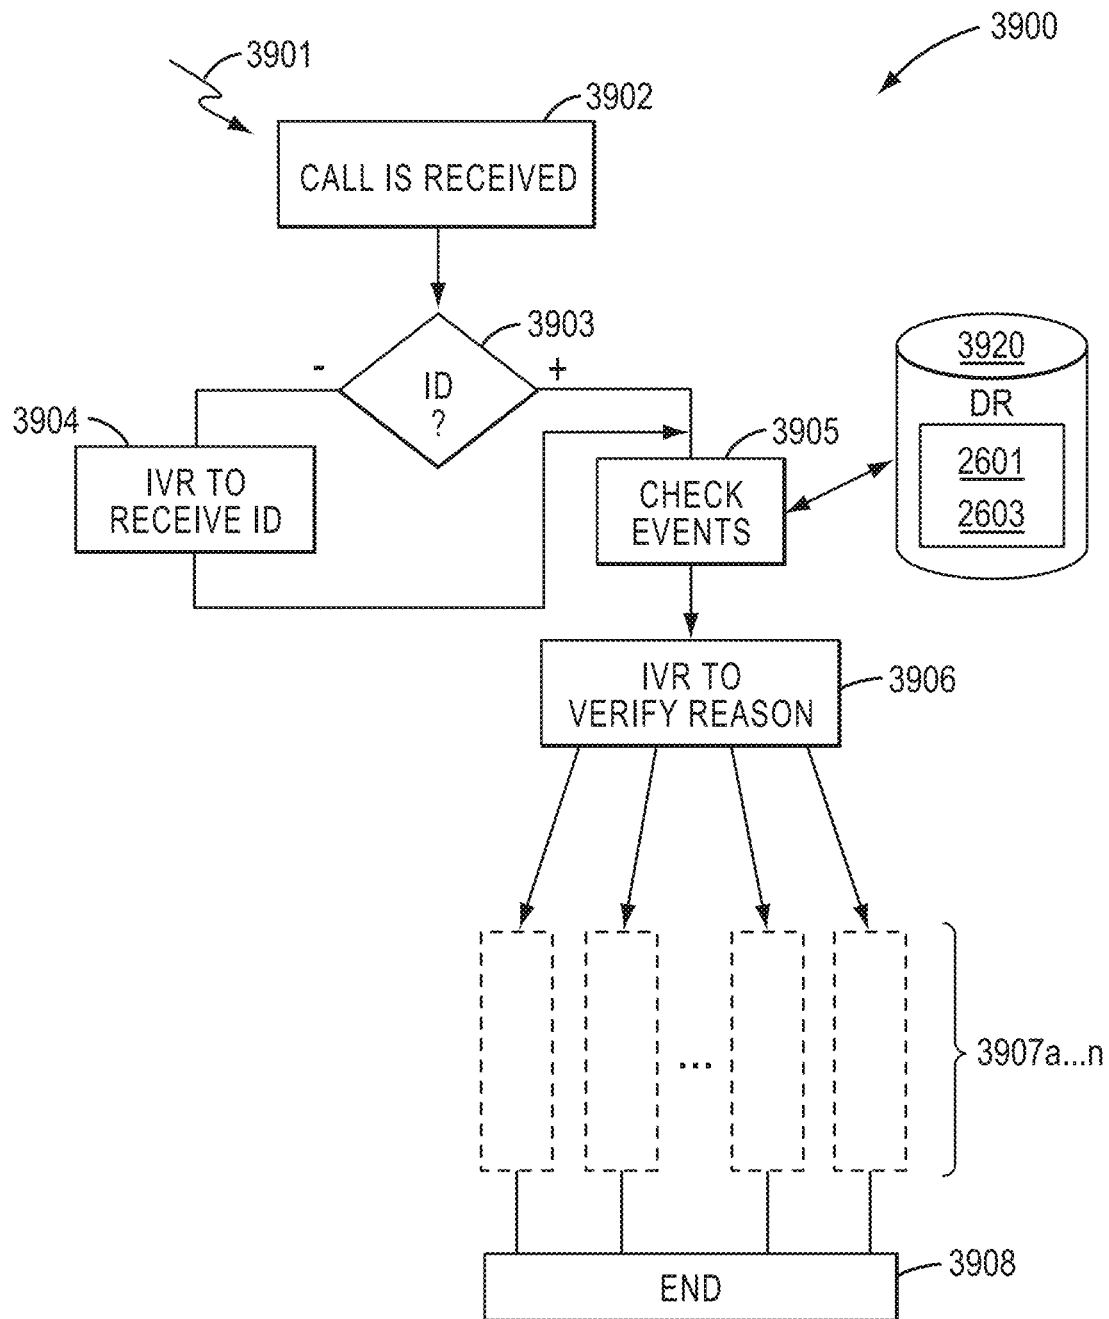 3900
3901
3902
CALL IS RECEIVED
3903
-
+
ID
?
3904
IVR TO
RECEIVE ID
3905
CHECK
EVENTS
3920
DR
2601
2603
IVR TO
VERIFY REASON
3906
...
3907a...n
END
3908